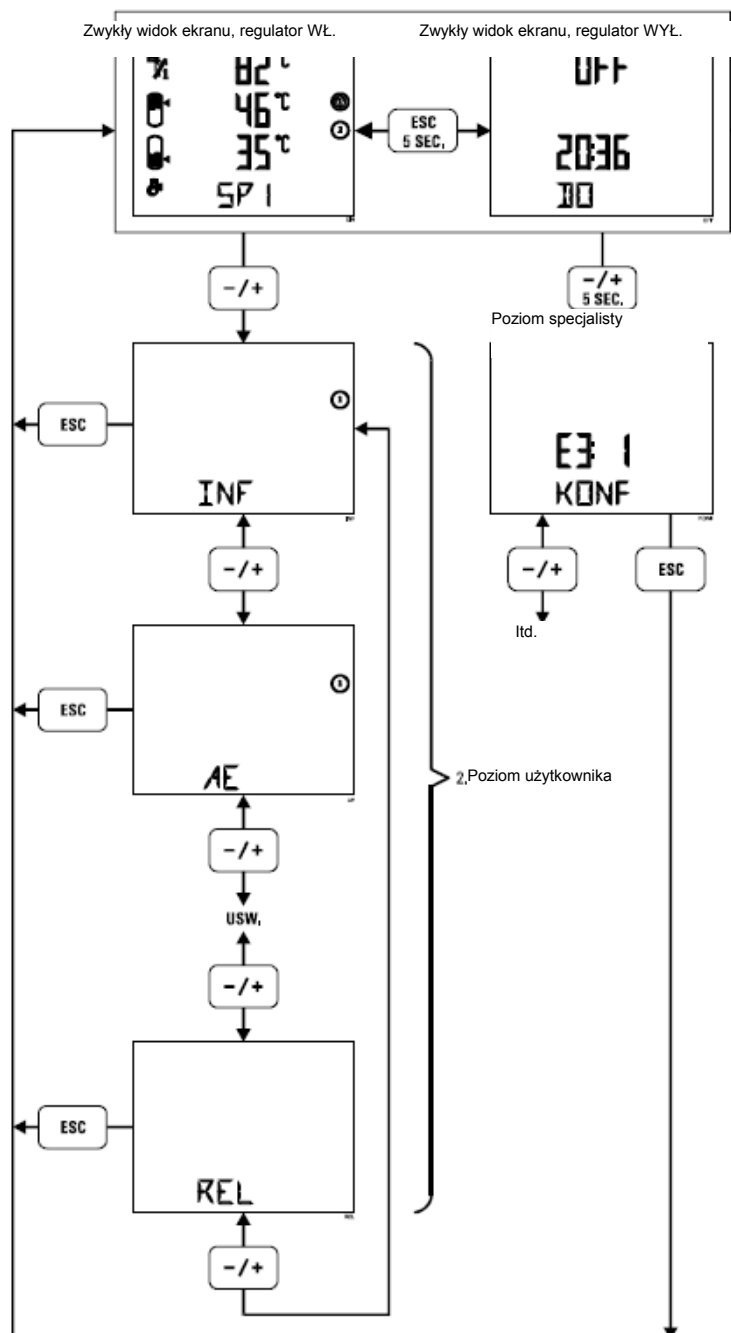 Zwykły widok ekranu, regulator WŁ.
Zwykły widok ekranu, regulator WYŁ.
82°C
46°C
35°C
SP1
ESC
5 SEC.
OFF
20:36
DO
-/+
-/+
5 SEC.
Poziom specjalisty
ESC
INF
E3: 1
KONF
-/+
-/+
ESC
Itd.
ESC
AE
2. Poziom użytkownika
-/+
USW.
-/+
ESC
REL
-/+